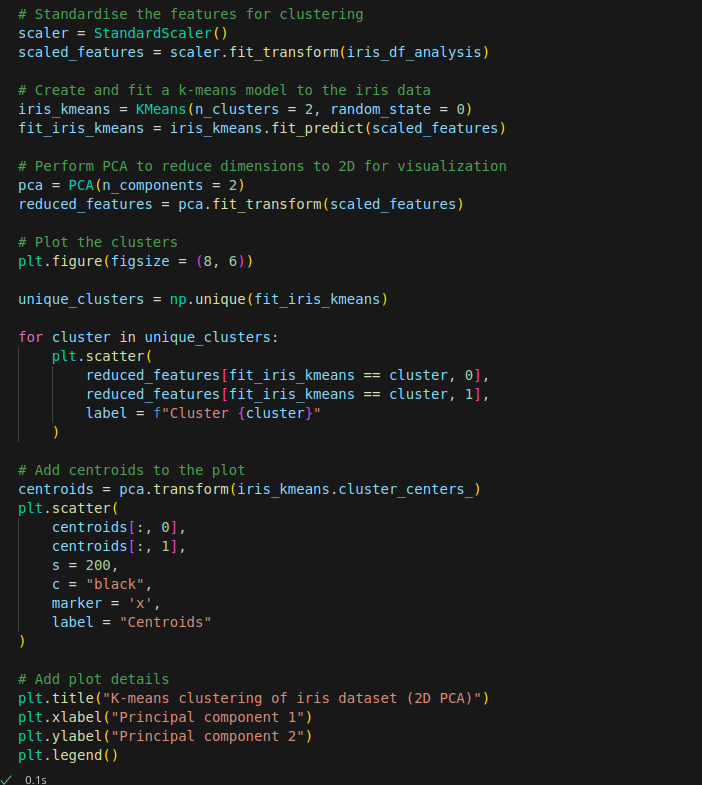 # Standardise the features for clustering
scaler = StandardScaler()
scaled_features = scaler.fit_transform(iris_df_analysis)

# Create and fit a k-means model to the iris data
iris_kmeans = KMeans(n_clusters = 2, random_state = 0)
fit_iris_kmeans = iris_kmeans.fit_predict(scaled_features)

# Perform PCA to reduce dimensions to 2D for visualization
pca = PCA(n_components = 2)
reduced_features = pca.fit_transform(scaled_features)

# Plot the clusters
plt.figure(figsize = (8, 6))

unique_clusters = np.unique(fit_iris_kmeans)

for cluster in unique_clusters:
    plt.scatter(
        reduced_features[fit_iris_kmeans == cluster, 0],
        reduced_features[fit_iris_kmeans == cluster, 1],
        label = f"Cluster {cluster}"
    )

# Add centroids to the plot
centroids = pca.transform(iris_kmeans.cluster_centers_)
plt.scatter(
    centroids[:, 0],
    centroids[:, 1],
    s = 200,
    c = "black",
    marker = 'x',
    label = "Centroids"
)

# Add plot details
plt.title("K-means clustering of iris dataset (2D PCA)")
plt.xlabel("Principal component 1")
plt.ylabel("Principal component 2")
plt.legend()
0.1s